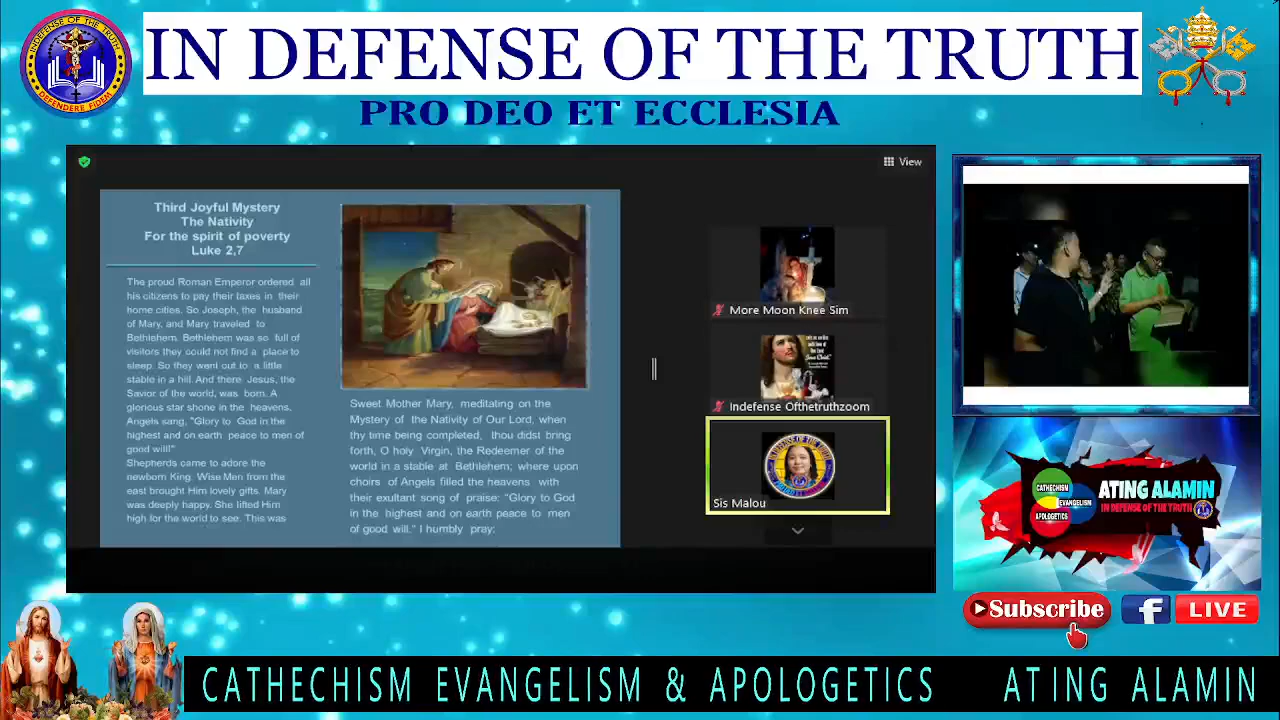 INDEFENSE OF THE TRUTH
DEFENDERE FIDEM
IN DEFENSE OF THE TRUTH
PRO DEO ET ECCLESIA
View
Third Joyful Mystery
The Nativity
For the spirit of poverty
Luke 2,7
The proud Roman Emperor ordered all
his citizens to pay their taxes in their
home cities. So Joseph, the husband
of Mary, and Mary traveled to
Bethlehem. Bethlehem was so full of
visitors they could not find a place to
sleep. So they went out to a little
stable in a hill. And there Jesus, the
Savior of the world, was born. A
glorious star shone in the heavens.
Angels sang, "Glory to God in the
highest and on earth peace to men of
good will!"
Shepherds came to adore the
newborn King. Wise Men from the
east brought Him lovely gifts. Mary
was deeply happy. She lifted Him
high for the world to see. This was
Sweet Mother Mary, meditating on the
Mystery of the Nativity of Our Lord, when
thy time being completed, thou didst bring
forth, O holy Virgin, the Redeemer of the
world in a stable at Bethlehem; where upon
choirs of Angels filled the heavens with
their exultant song of praise: "Glory to God
in the highest and on earth peace to men
of good will." I humbly pray:
More Moon Knee Sim
Indefense Ofthetruthzoom
Sis Malou
CATECHISM
EVANGELISM
APOLOGETICS
ATING ALAMIN
IN DEFENSE OF THE TRUTH
Subscribe
f
LIVE
CATHECHISM EVANGELISM & APOLOGETICS ATING ALAMIN